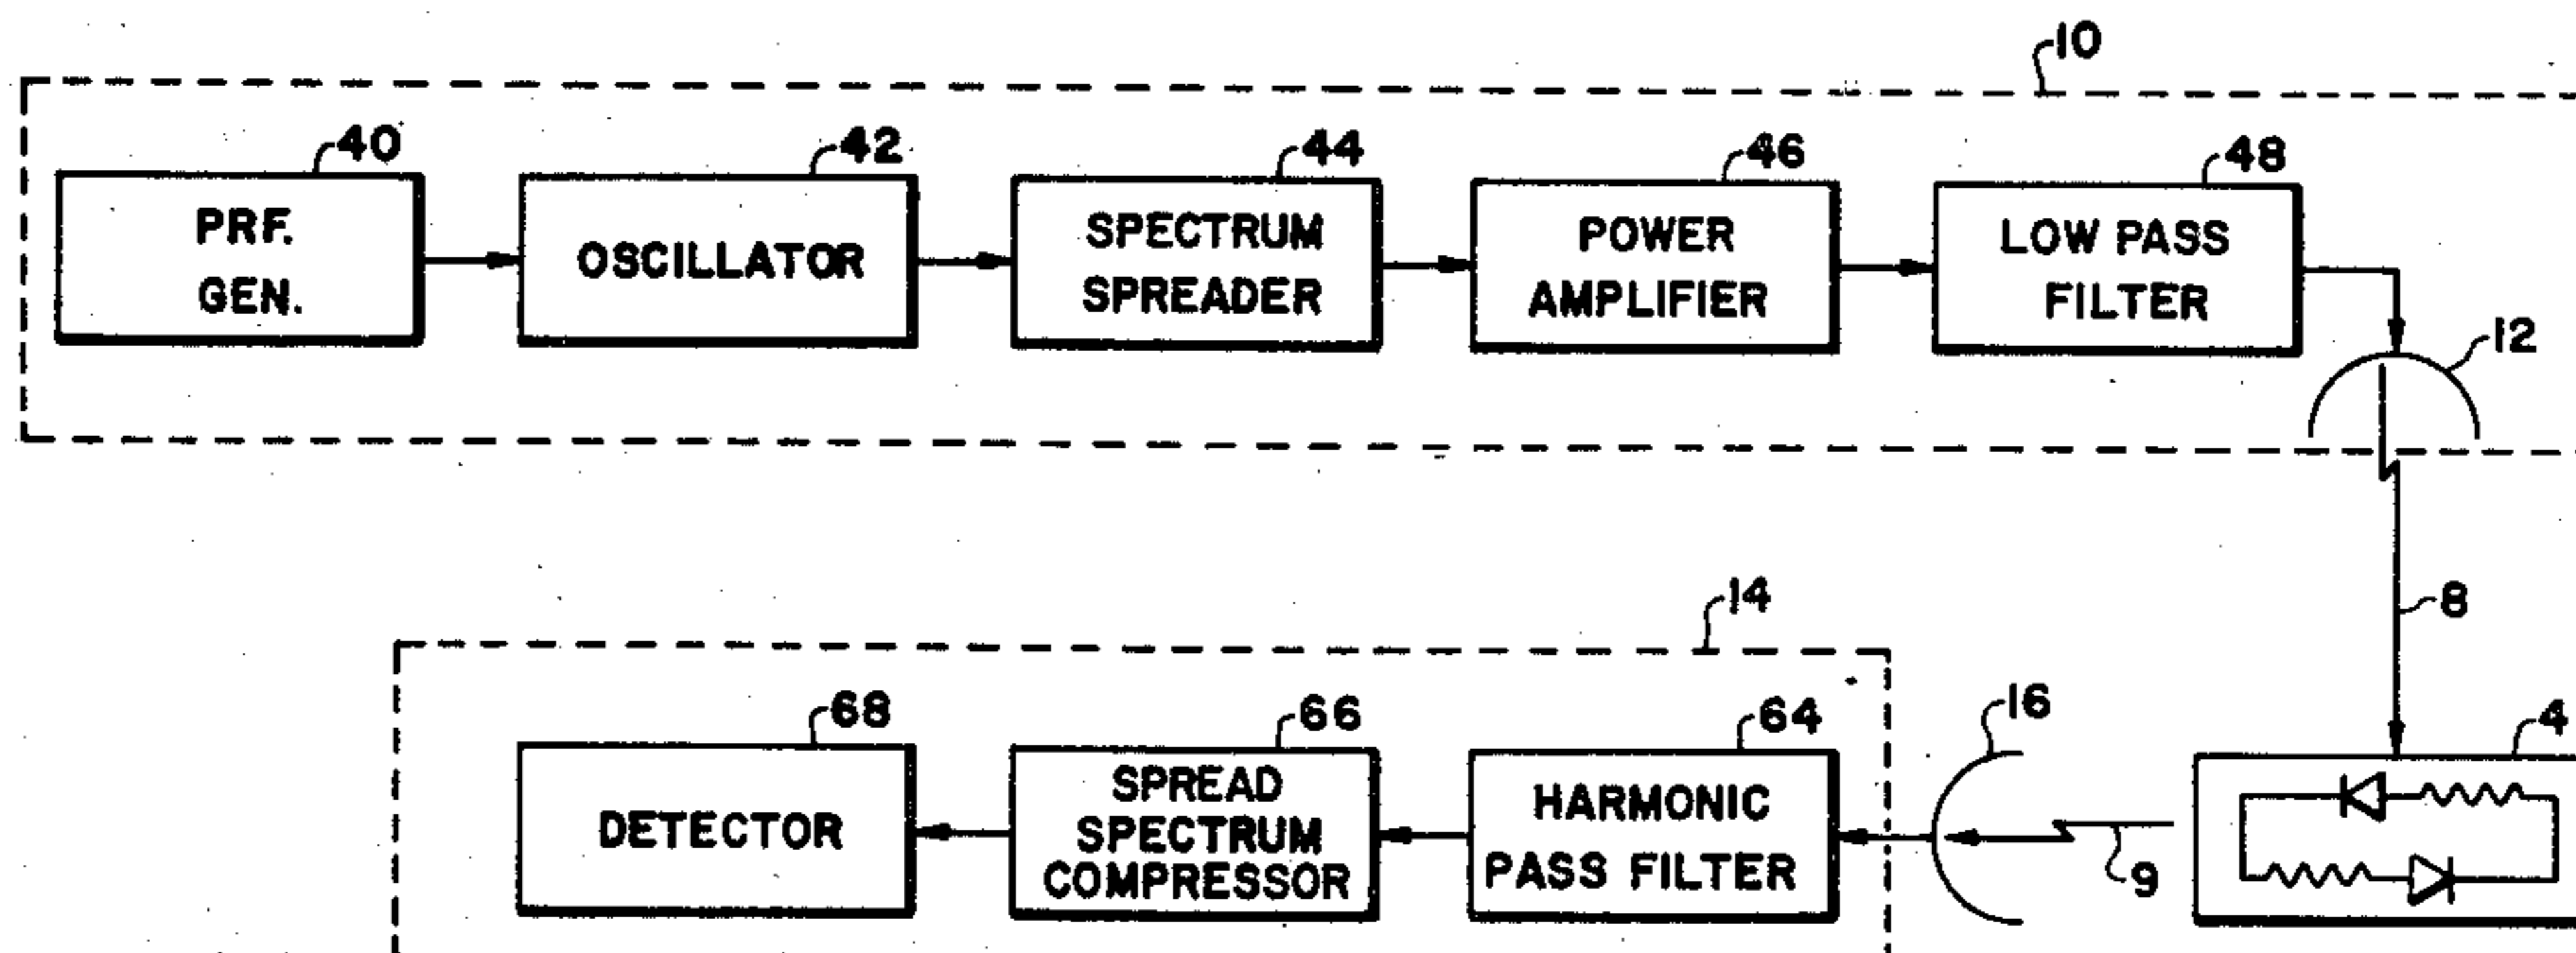 10
40
42
44
46
48
PRF.
GEN.
OSCILLATOR
SPECTRUM
SPREADER
POWER
AMPLIFIER
LOW PASS
FILTER
12
8
14
68
66
64
16
4
DETECTOR
SPREAD
SPECTRUM
COMPRESSOR
HARMONIC
PASS FILTER
9